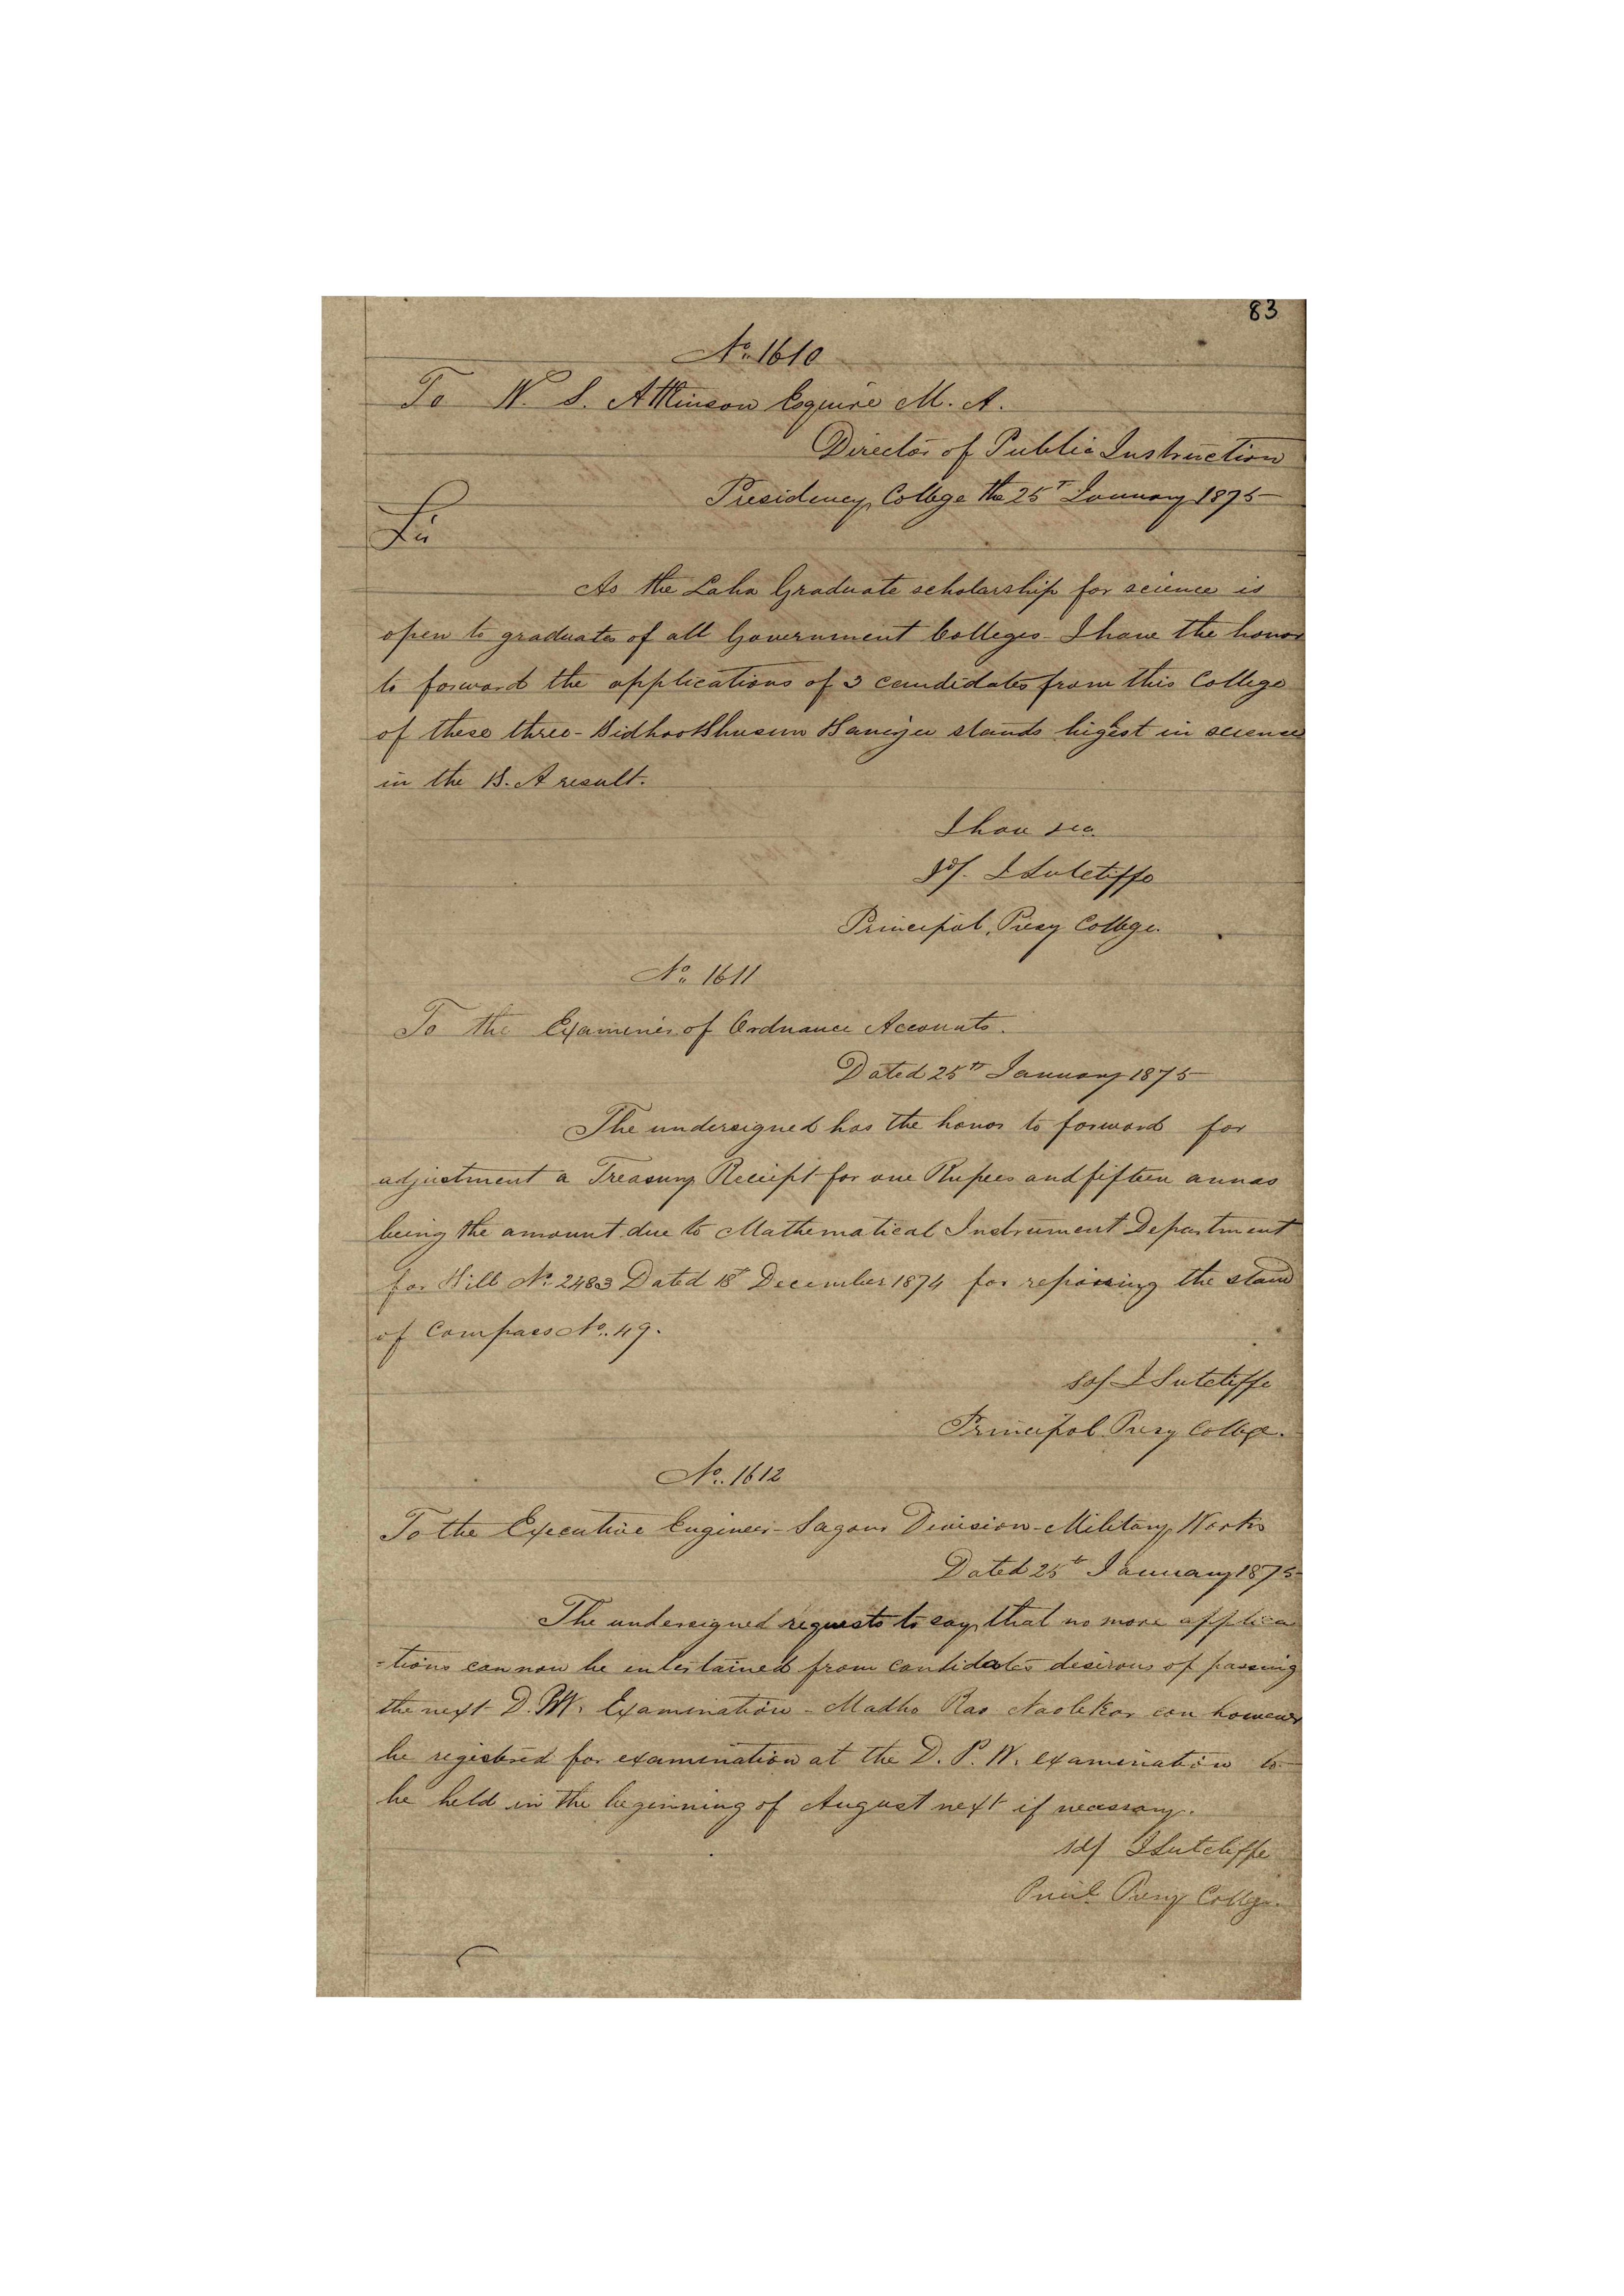 83
No. 1610
To W. S. Atkinson Esquire M. A.
Director of Public Instruction
Presidency College the 25th January 1875
Sir
As the Laha Graduate scholarship for science is
open to graduates of all Government Colleges - I have the honor
to forward the applications of 3 candidates from this College
of these three - Bidhoo Bhusun Banerjee stands higest in science
in the B. A result.
I have &ca.
Sd/. J Sutcliffe
Principal, Presy College.
No. 1611
To the Examiner of Ordnance Accounts.
Dated 25th January 1875
The undersigned has the honor to forward for
adjustment a Treasury Receipt for one Rupees and fifteen annas
being the amount due to Mathematical Instrument Department
for Bill No. 2483 Dated 18th December 1874 for repairing the stand
of Compass No. 49.
Sd/ J Sutcliffe
Principal Presy College.
No. 1612
To the Executive Engineer - Sagour Division - Military Works
Dated 25th January 1875
The undersigned requests to say that no more applica
-tions can now be entertained from candidates desirous of passing
the next D. P. W. Examination - Madho Rao can however
be registered for examination at the D. P. W. examination to
be held in the beginning of August next if necessary.
Sd/ J Sutcliffe
Princl Presy College.